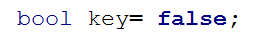 bool key= false;